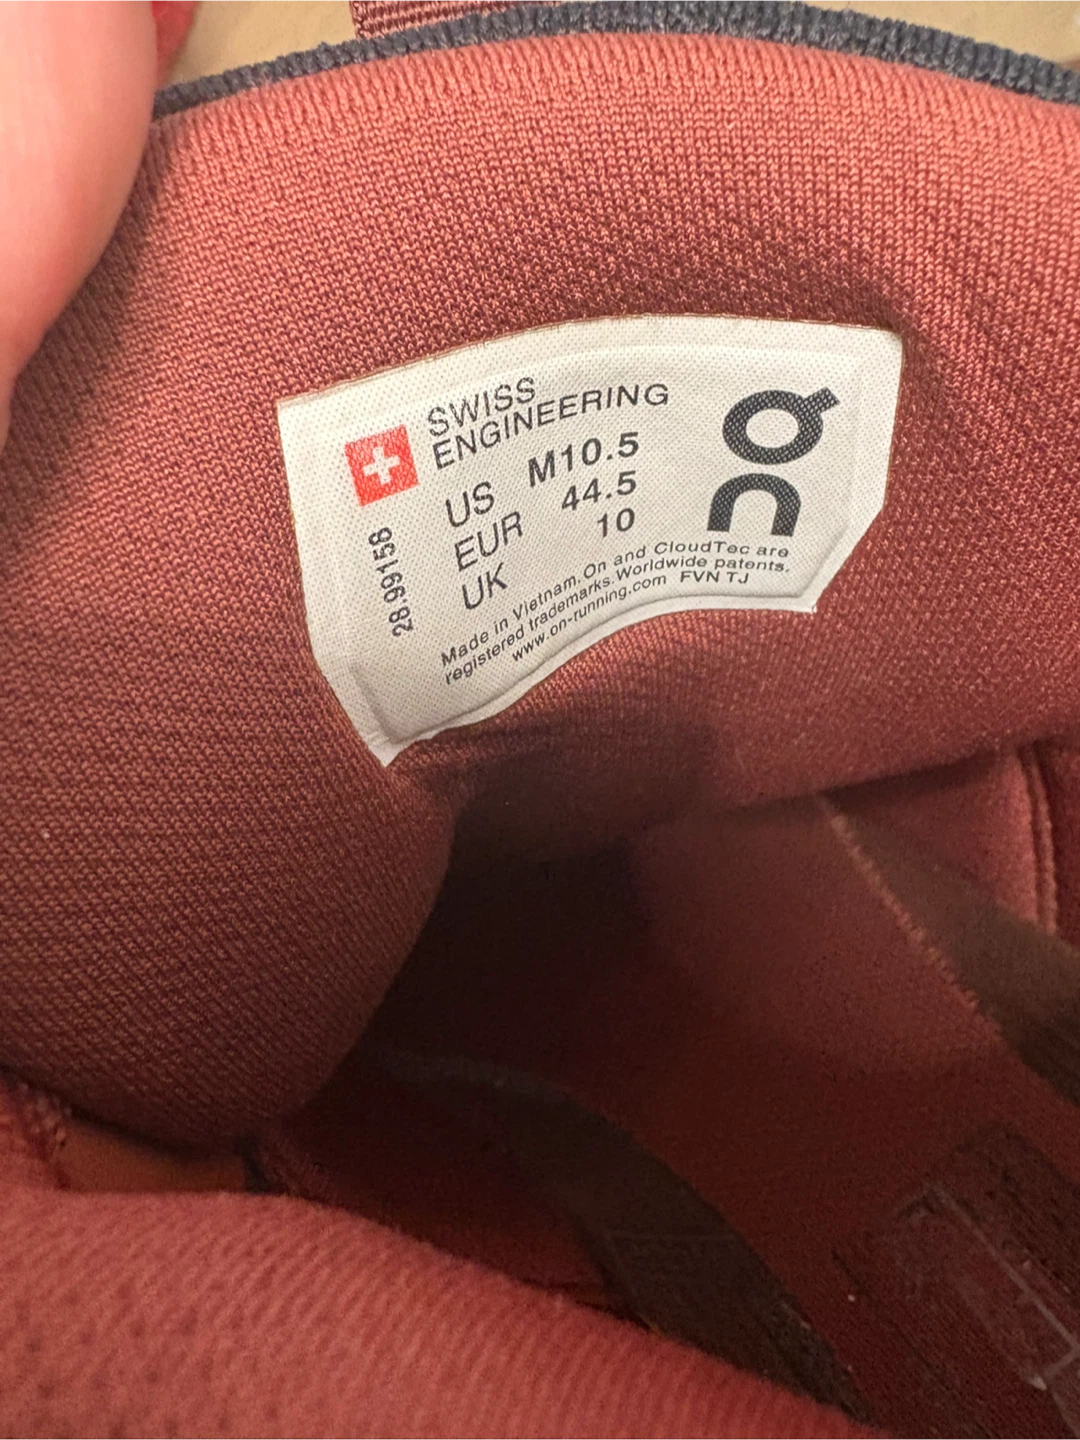 SWISS
ENGINEERING
US M10.5
EUR 44.5
UK 10
28.99158
Made in Vietnam. On and CloudTec are
registered trademarks. Worldwide patents.
www.on-running.com FVN TJ
On